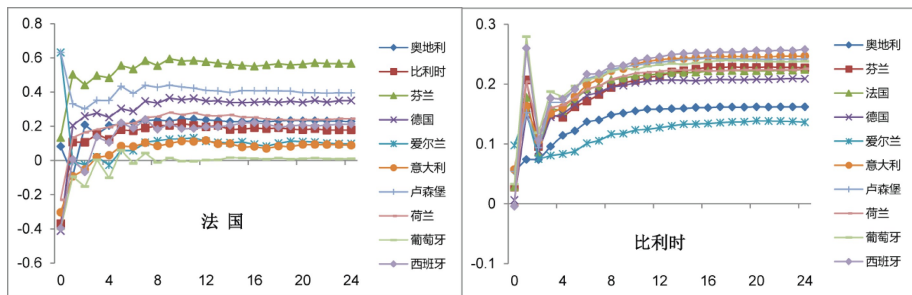 0.8
0.6
0.4
0.2
0
-0.2
-0.4
-0.6
0 4 8 12 16 20 24
法 国
奥地利
比利时
芬兰
德国
爱尔兰
意大利
卢森堡
荷兰
葡萄牙
西班牙
0.3
0.2
0.1
0
-0.1
0 4 8 12 16 20 24
比利时
奥地利
芬兰
法国
德国
爱尔兰
意大利
卢森堡
荷兰
葡萄牙
西班牙